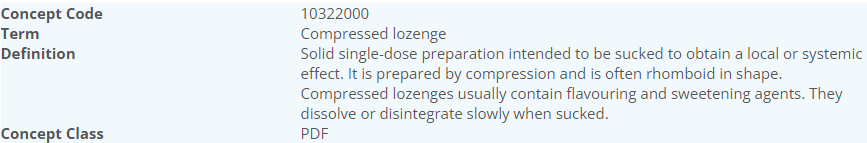 Concept Code 10322000
Term Compressed lozenge
Definition Solid single-dose preparation intended to be sucked to obtain a local or systemic
effect. It is prepared by compression and is often rhomboid in shape.
Compressed lozenges usually contain flavouring and sweetening agents. They
dissolve or disintegrate slowly when sucked.
Concept Class PDF